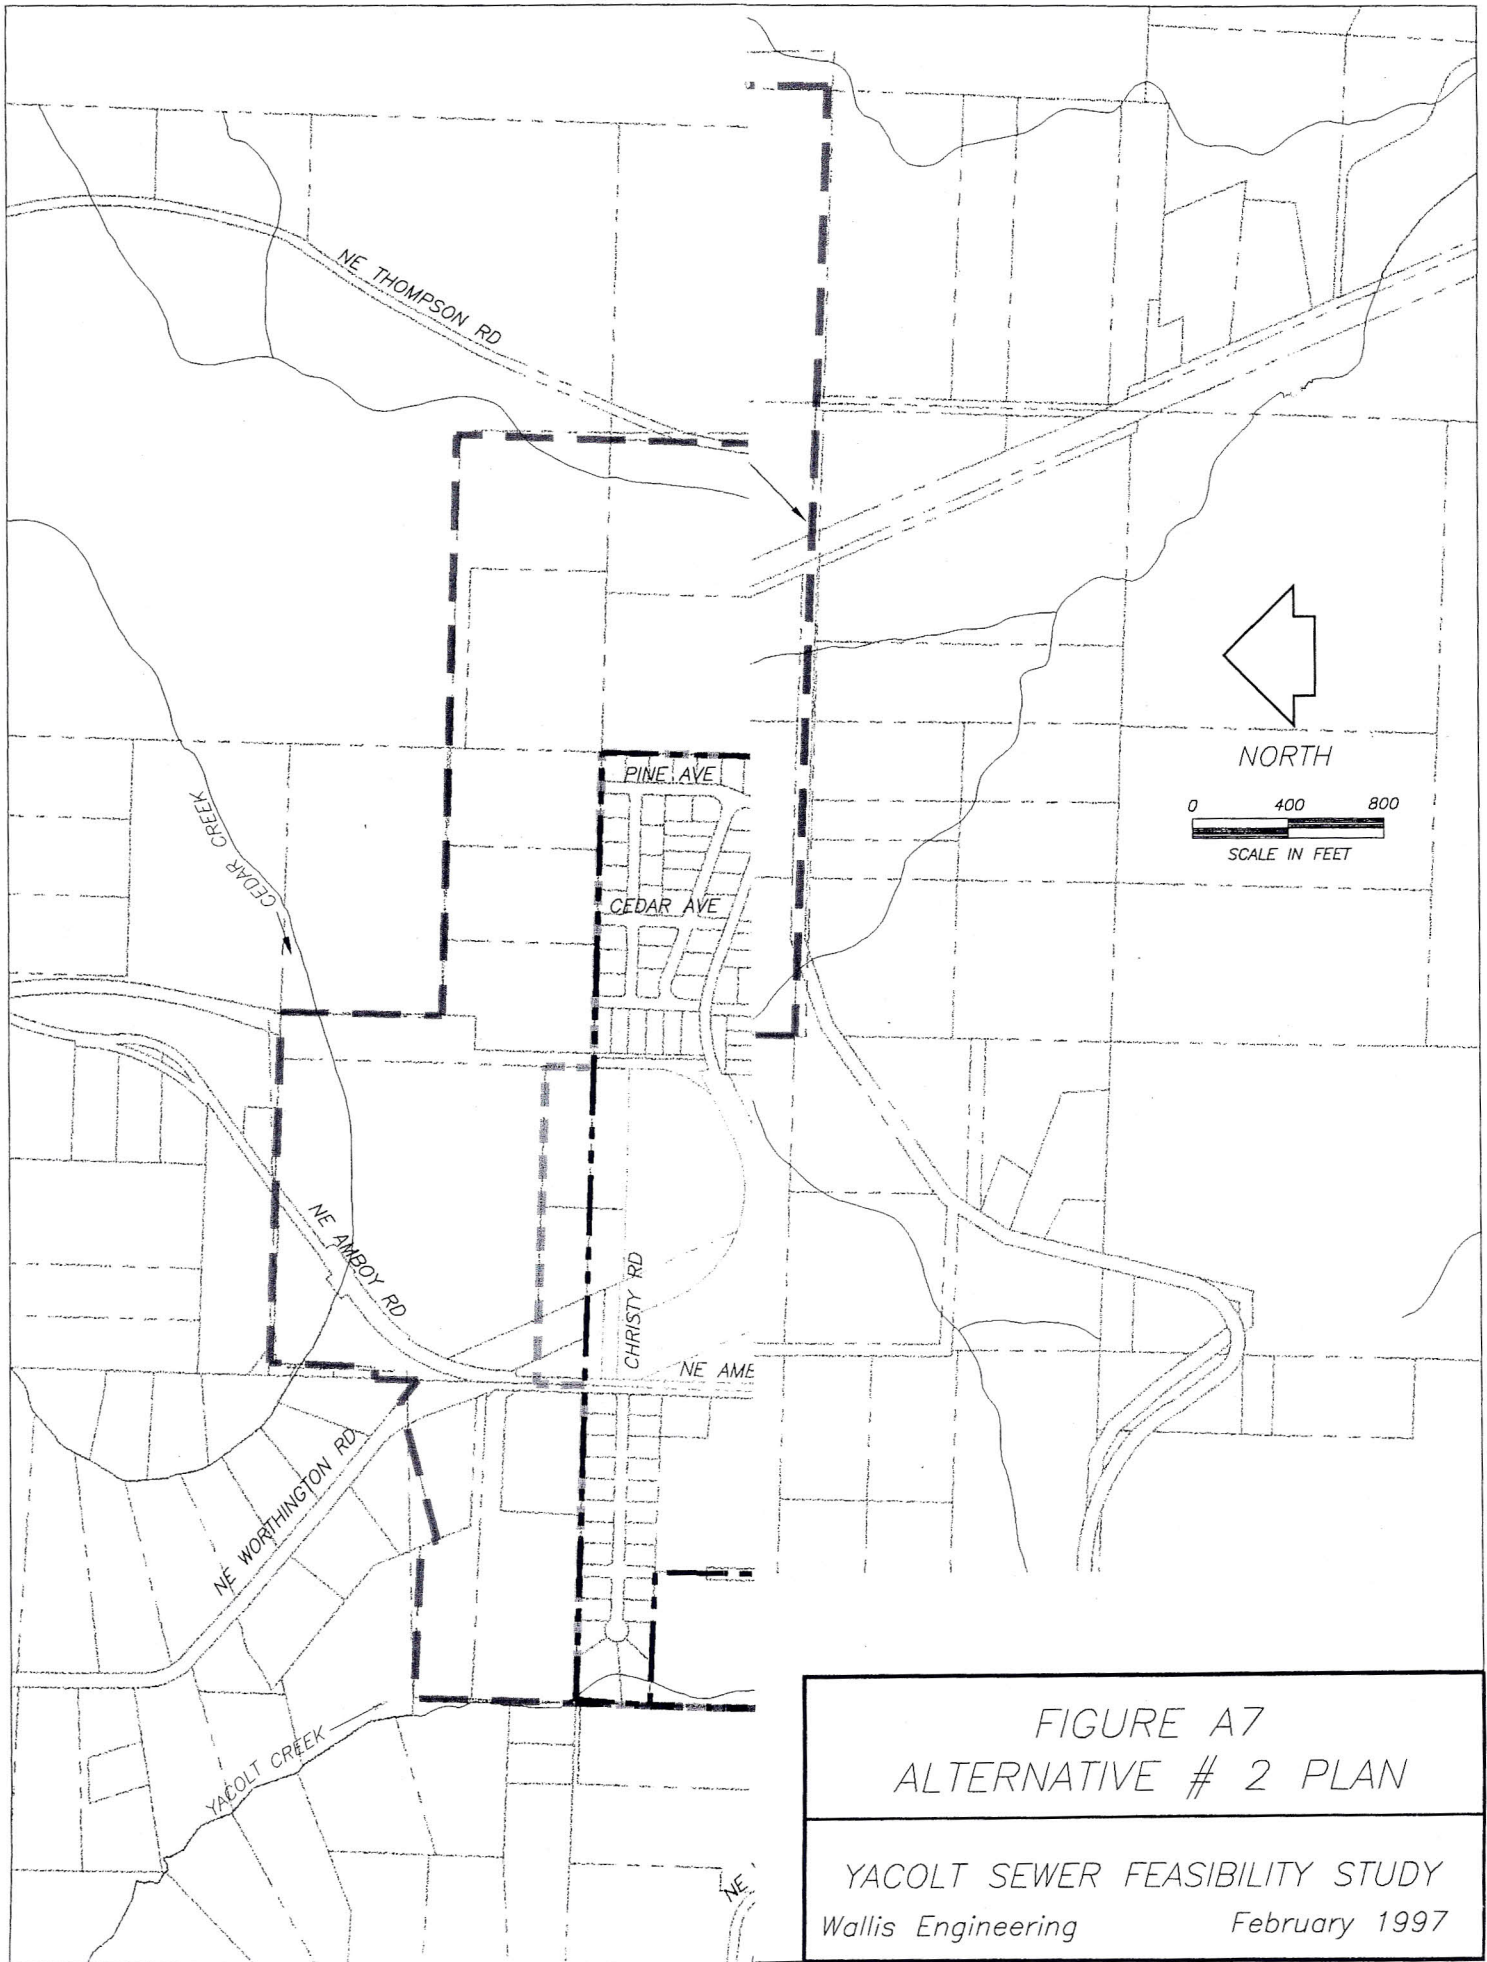 NE THOMPSON RD
NORTH
0 400 800
SCALE IN FEET
PINE AVE
CEDAR CREEK
CEDAR AVE
NE AMBOY RD
CHRISTY RD
NE AMB
NE WORTHINGTON RD
YACOLT CREEK
NE
FIGURE A7
ALTERNATIVE # 2 PLAN
YACOLT SEWER FEASIBILITY STUDY
Wallis Engineering February 1997